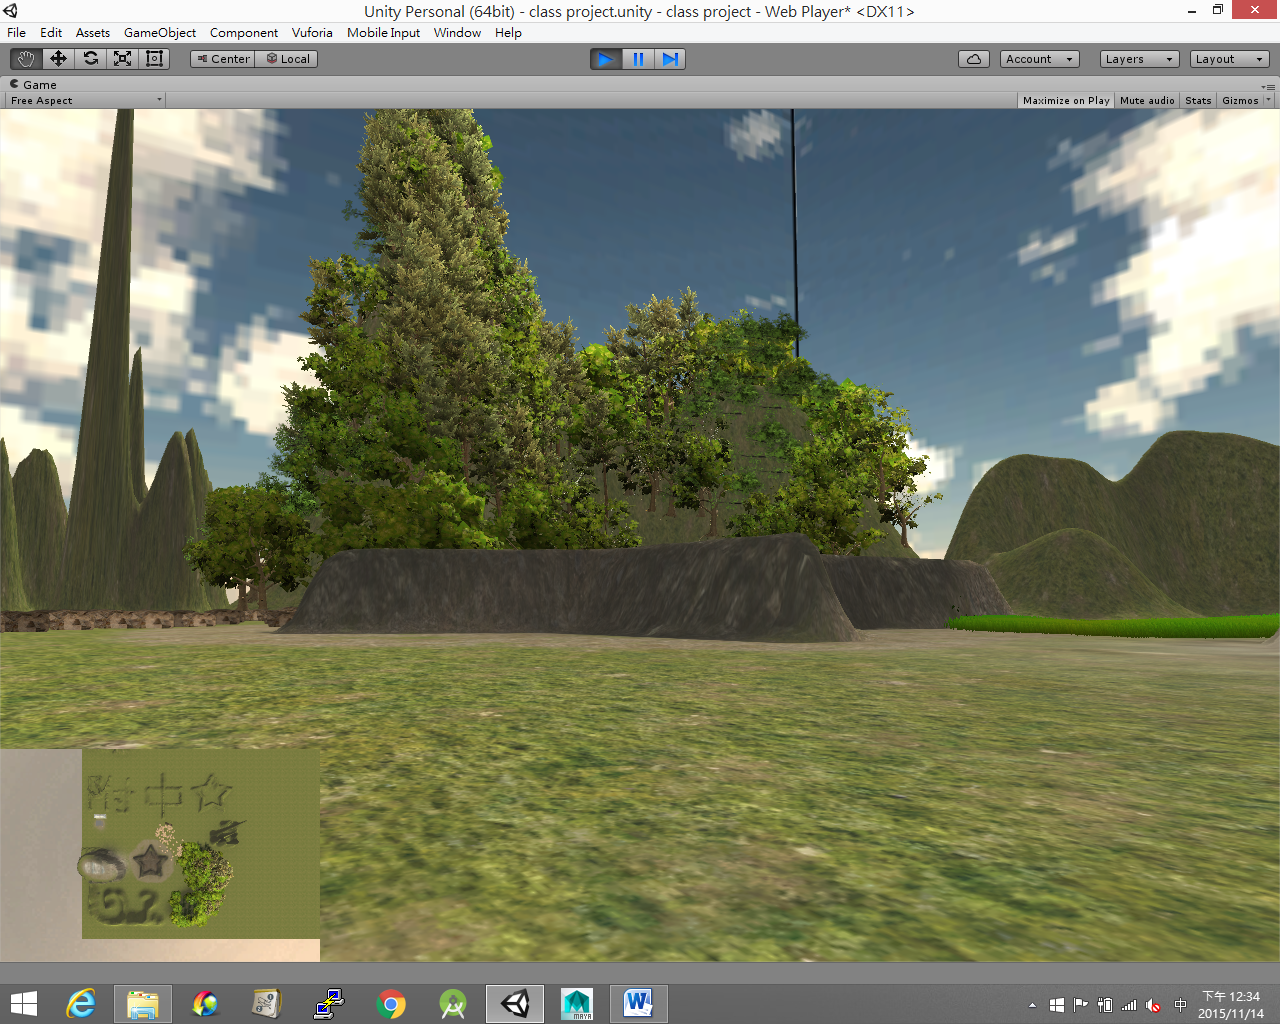 Unity Personal (64bit) - class project.unity - class project - Web Player* <DX11>
File Edit Assets GameObject Component Vuforia Mobile Input Window Help
Center Local Account Layers Layout
Game
Free Aspect Maximize on Play Mute audio Stats Gizmos
附中☆
MAYA
中
下午 12:34
2015/11/14